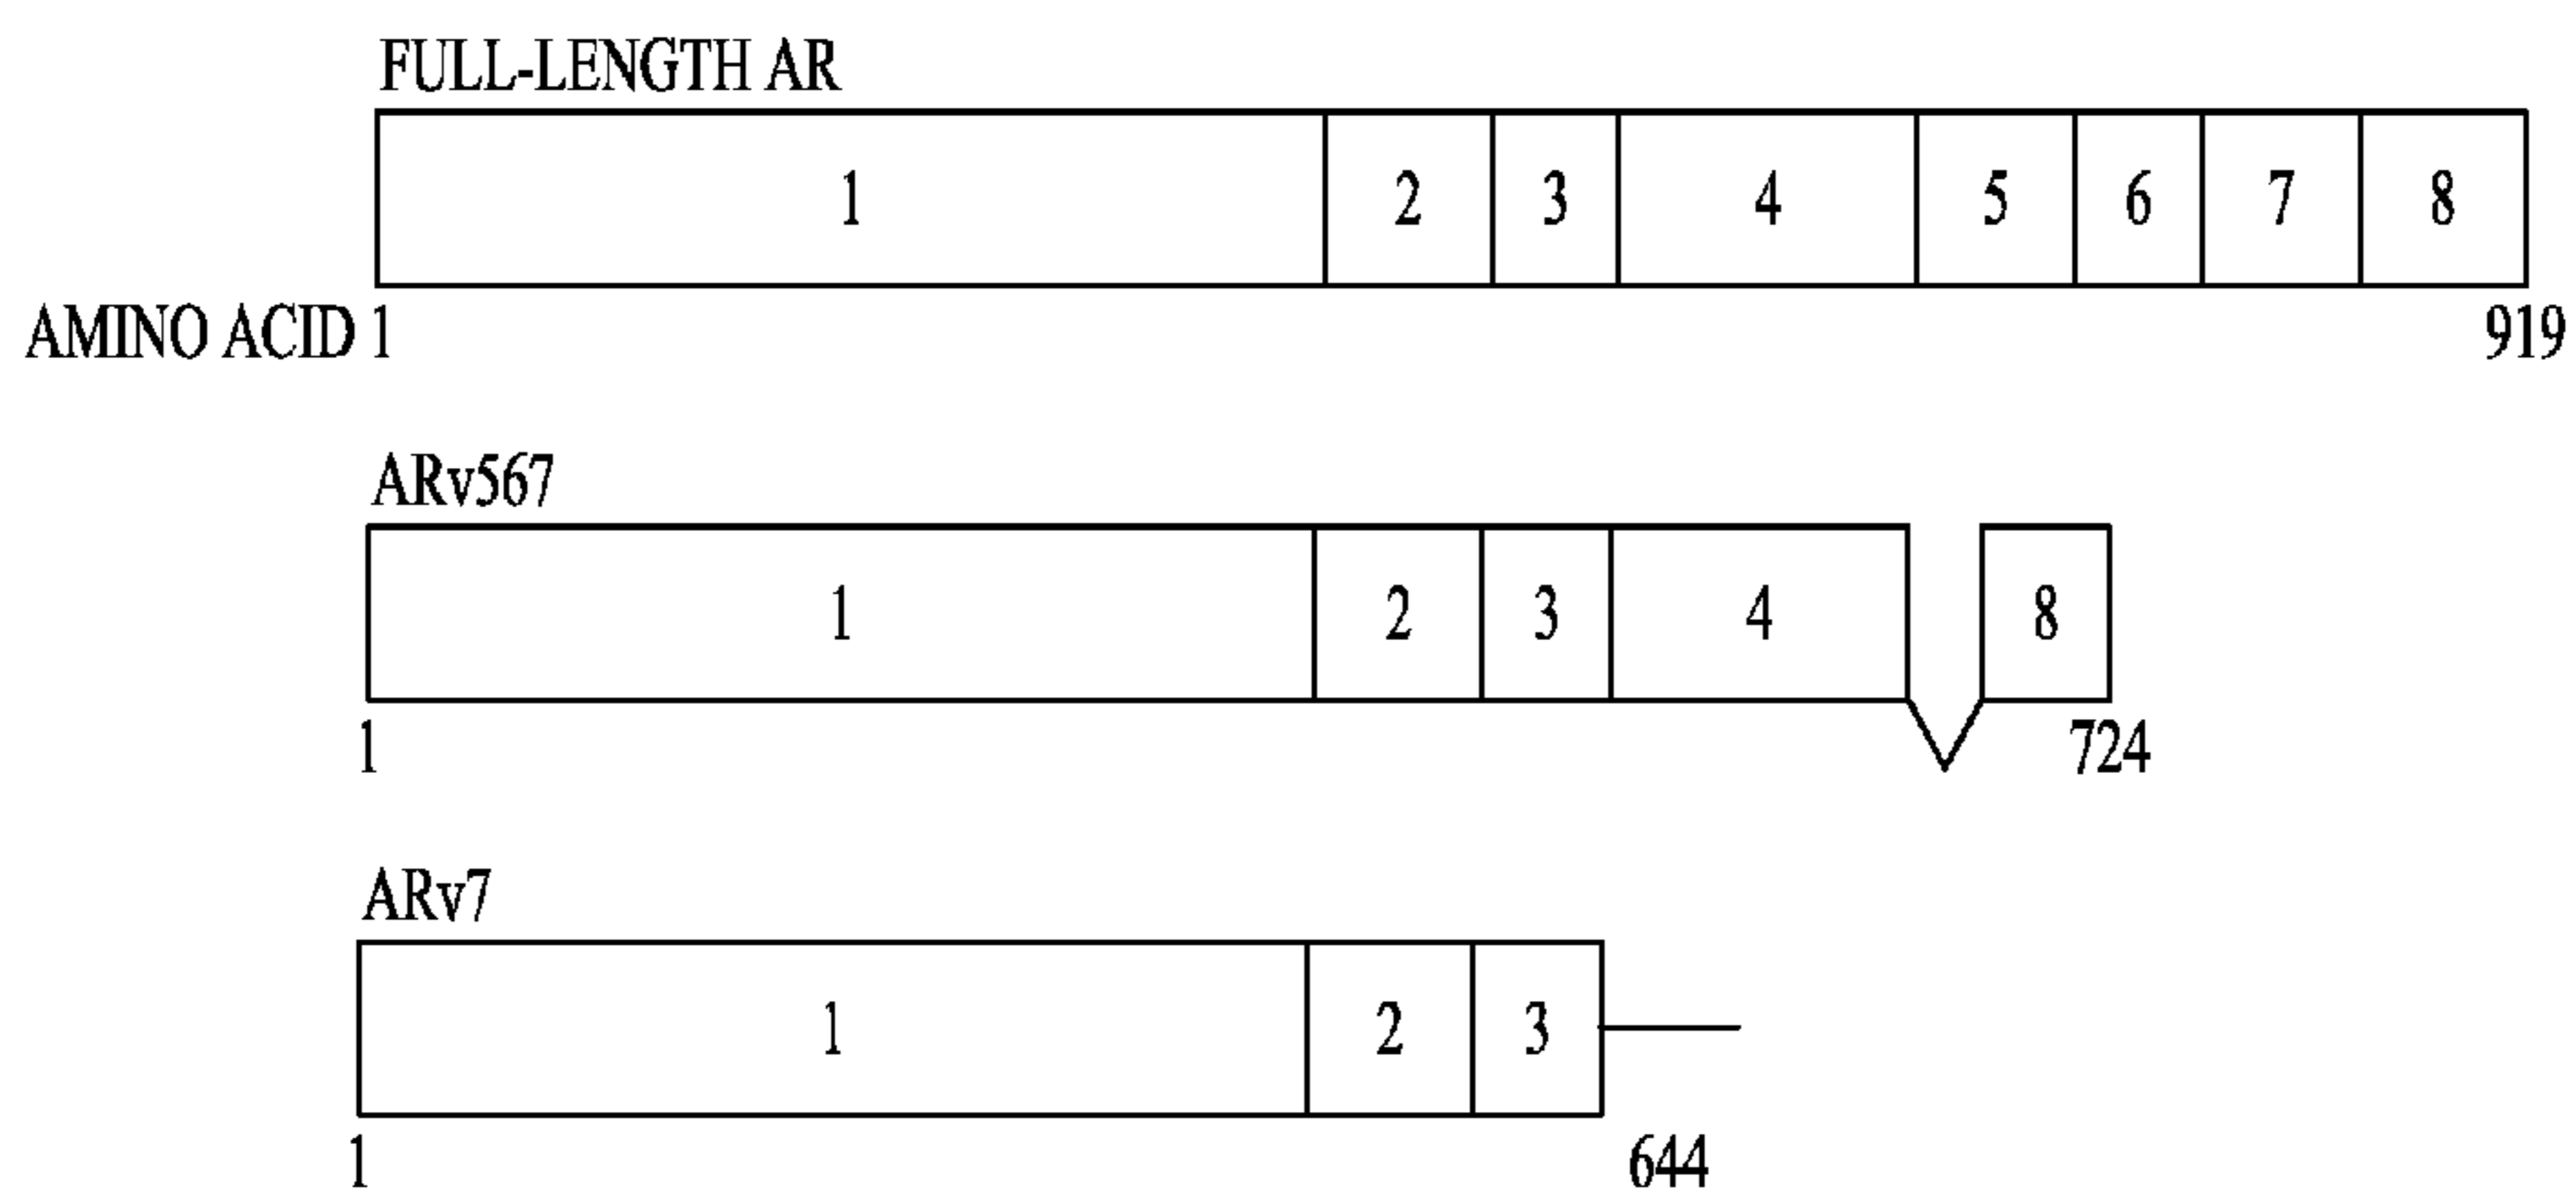 FULL-LENGTH AR
1 2 3 4 5 6 7 8
AMINO ACID 1 919
ARv567
1 2 3 4 8
1 724
ARv7
1 2 3
1 644